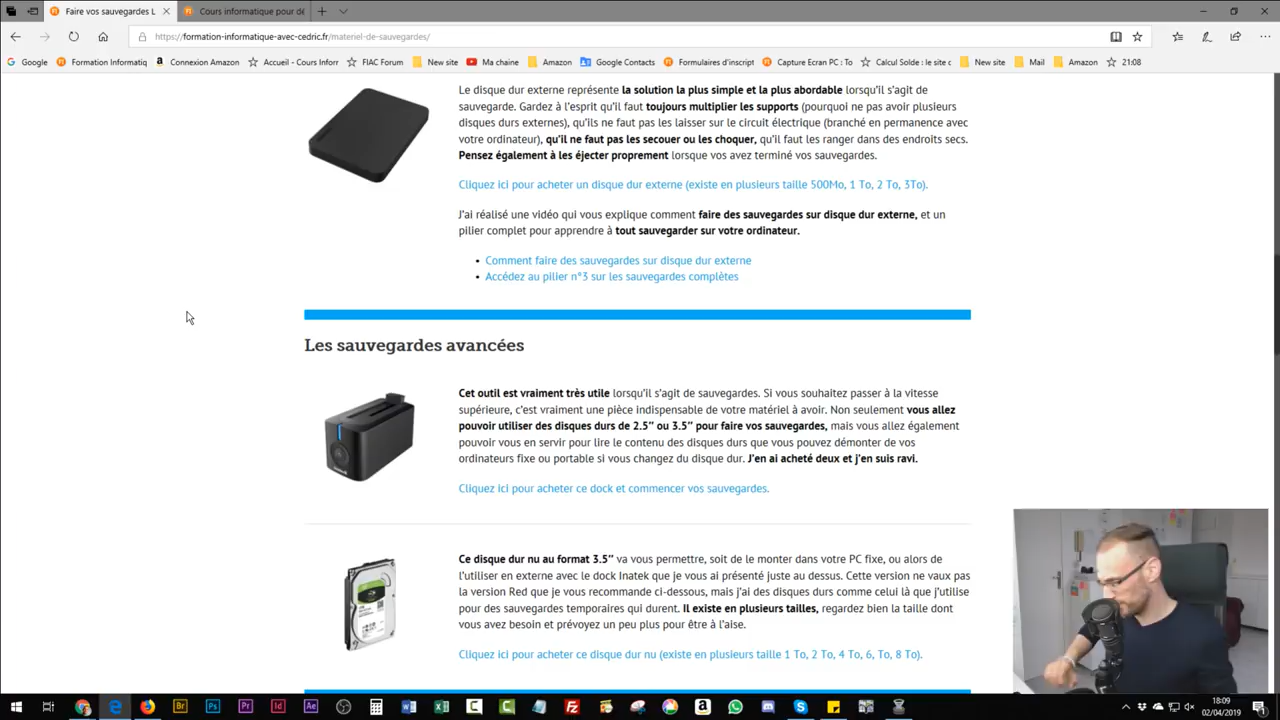 Faire vos sauvegardes L
Cours informatique pour dé
https://formation-informatique-avec-cedric.fr/materiel-de-sauvegardes/
Google
Formation Informatiq
Connexion Amazon
Accueil - Cours Inforr
FIAC Forum
New site
Ma chaine
Amazon
Google Contacts
Formulaires d'inscript
Capture Ecran PC : To
Calcul Solde : le site c
New site
Mail
Amazon
21:08
Le disque dur externe représente la solution la plus simple et la plus abordable lorsqu'il s'agit de
sauvegarde. Gardez à l'esprit qu'il faut toujours multiplier les supports (pourquoi ne pas avoir plusieurs
disques durs externes), qu'ils ne faut pas les laisser sur le circuit électrique (branché en permanence avec
votre ordinateur), qu'il ne faut pas les secouer ou les choquer, qu'il faut les ranger dans des endroits secs.
Pensez également à les éjecter proprement lorsque vos avez terminé vos sauvegardes.
Cliquez ici pour acheter un disque dur externe (existe en plusieurs taille 500Mo, 1 To, 2 To, 3To).
J'ai réalisé une vidéo qui vous explique comment faire des sauvegardes sur disque dur externe, et un
pilier complet pour apprendre à tout sauvegarder sur votre ordinateur.
• Comment faire des sauvegardes sur disque dur externe
• Accédez au pilier n°3 sur les sauvegardes complètes
Les sauvegardes avancées
Cet outil est vraiment très utile lorsqu'il s'agit de sauvegardes. Si vous souhaitez passer à la vitesse
supérieure, c'est vraiment une pièce indispensable de votre matériel à avoir. Non seulement vous allez
pouvoir utiliser des disques durs de 2.5″ ou 3.5″ pour faire vos sauvegardes, mais vous allez également
pouvoir vous en servir pour lire le contenu des disques durs que vous pouvez démonter de vos
ordinateurs fixe ou portable si vous changez du disque dur. J'en ai acheté deux et j'en suis ravi.
Cliquez ici pour acheter ce dock et commencer vos sauvegardes.
Ce disque dur nu au format 3.5″ va vous permettre, soit de le monter dans votre PC fixe, ou alors de
l'utiliser en externe avec le dock Inatek que je vous ai présenté juste au dessus. Cette version ne vaux pas
la version Red que je vous recommande ci-dessous, mais j'ai des disques durs comme celui là que j'utilise
pour des sauvegardes temporaires qui durent. Il existe en plusieurs tailles, regardez bien la taille dont
vous avez besoin et prévoyez un peu plus pour être à l'aise.
Cliquez ici pour acheter ce disque dur nu (existe en plusieurs taille 1 To, 2 To, 4 To, 6, To, 8 To).
Br
Ps
Pr
Id
Ae
18:09
02/04/2019